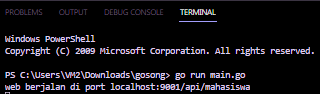 PROBLEMS OUTPUT DEBUG CONSOLE TERMINAL
Windows PowerShell
Copyright (C) 2009 Microsoft Corporation. All rights reserved.
PS C:\Users\VM2\Downloads\gosong> go run main.go
web berjalan di port localhost:9001/api/mahasiswa